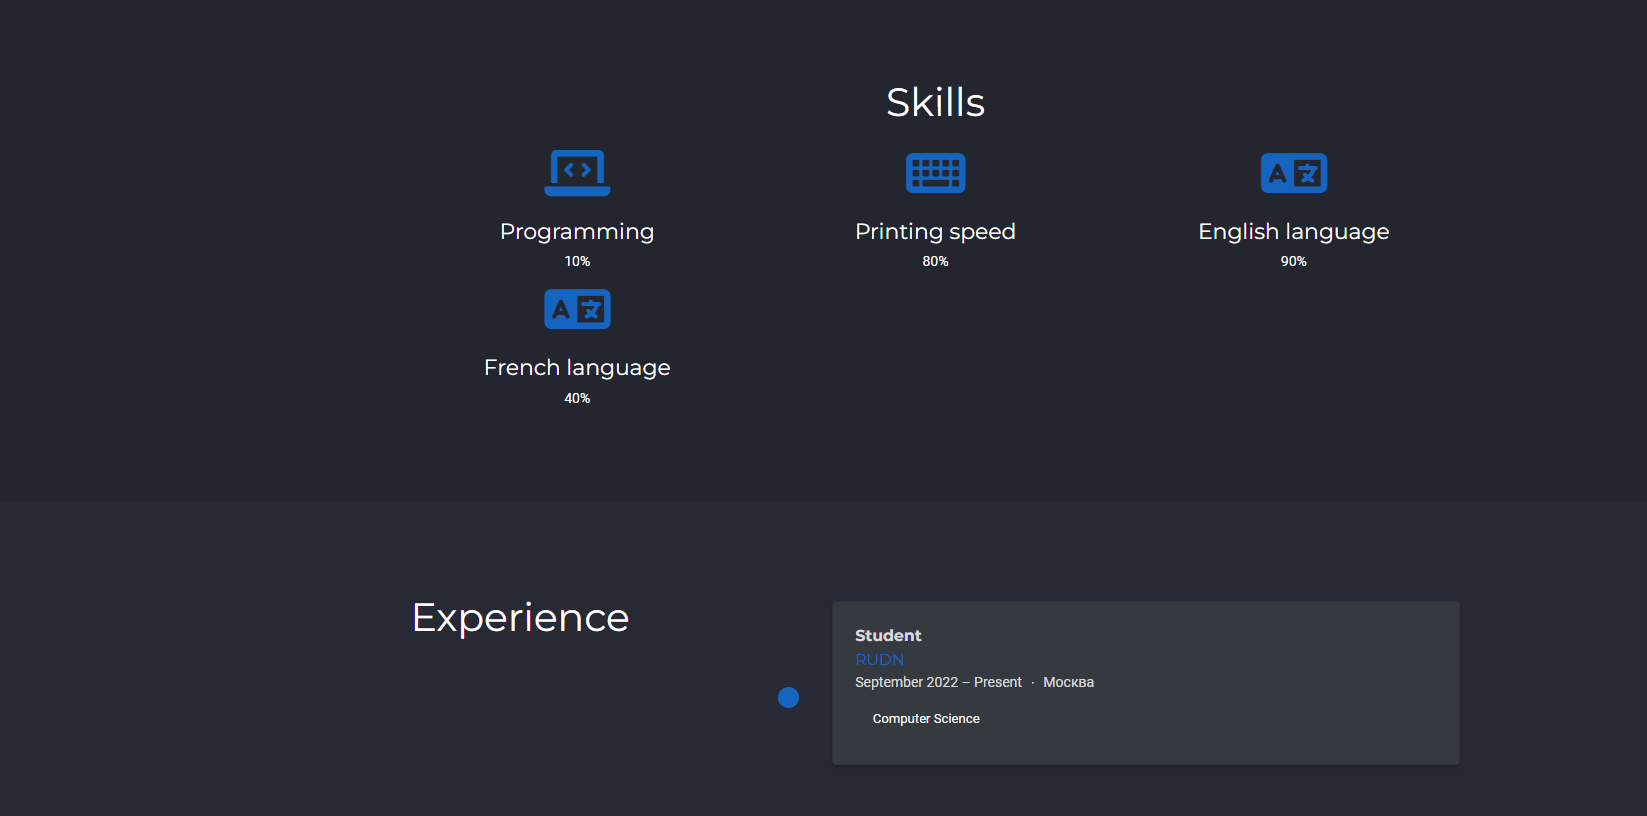 Skills
Programming
10%
Printing speed
80%
English language
90%
French language
40%
Experience
Student
RUDN
September 2022 – Present · Москва
Computer Science